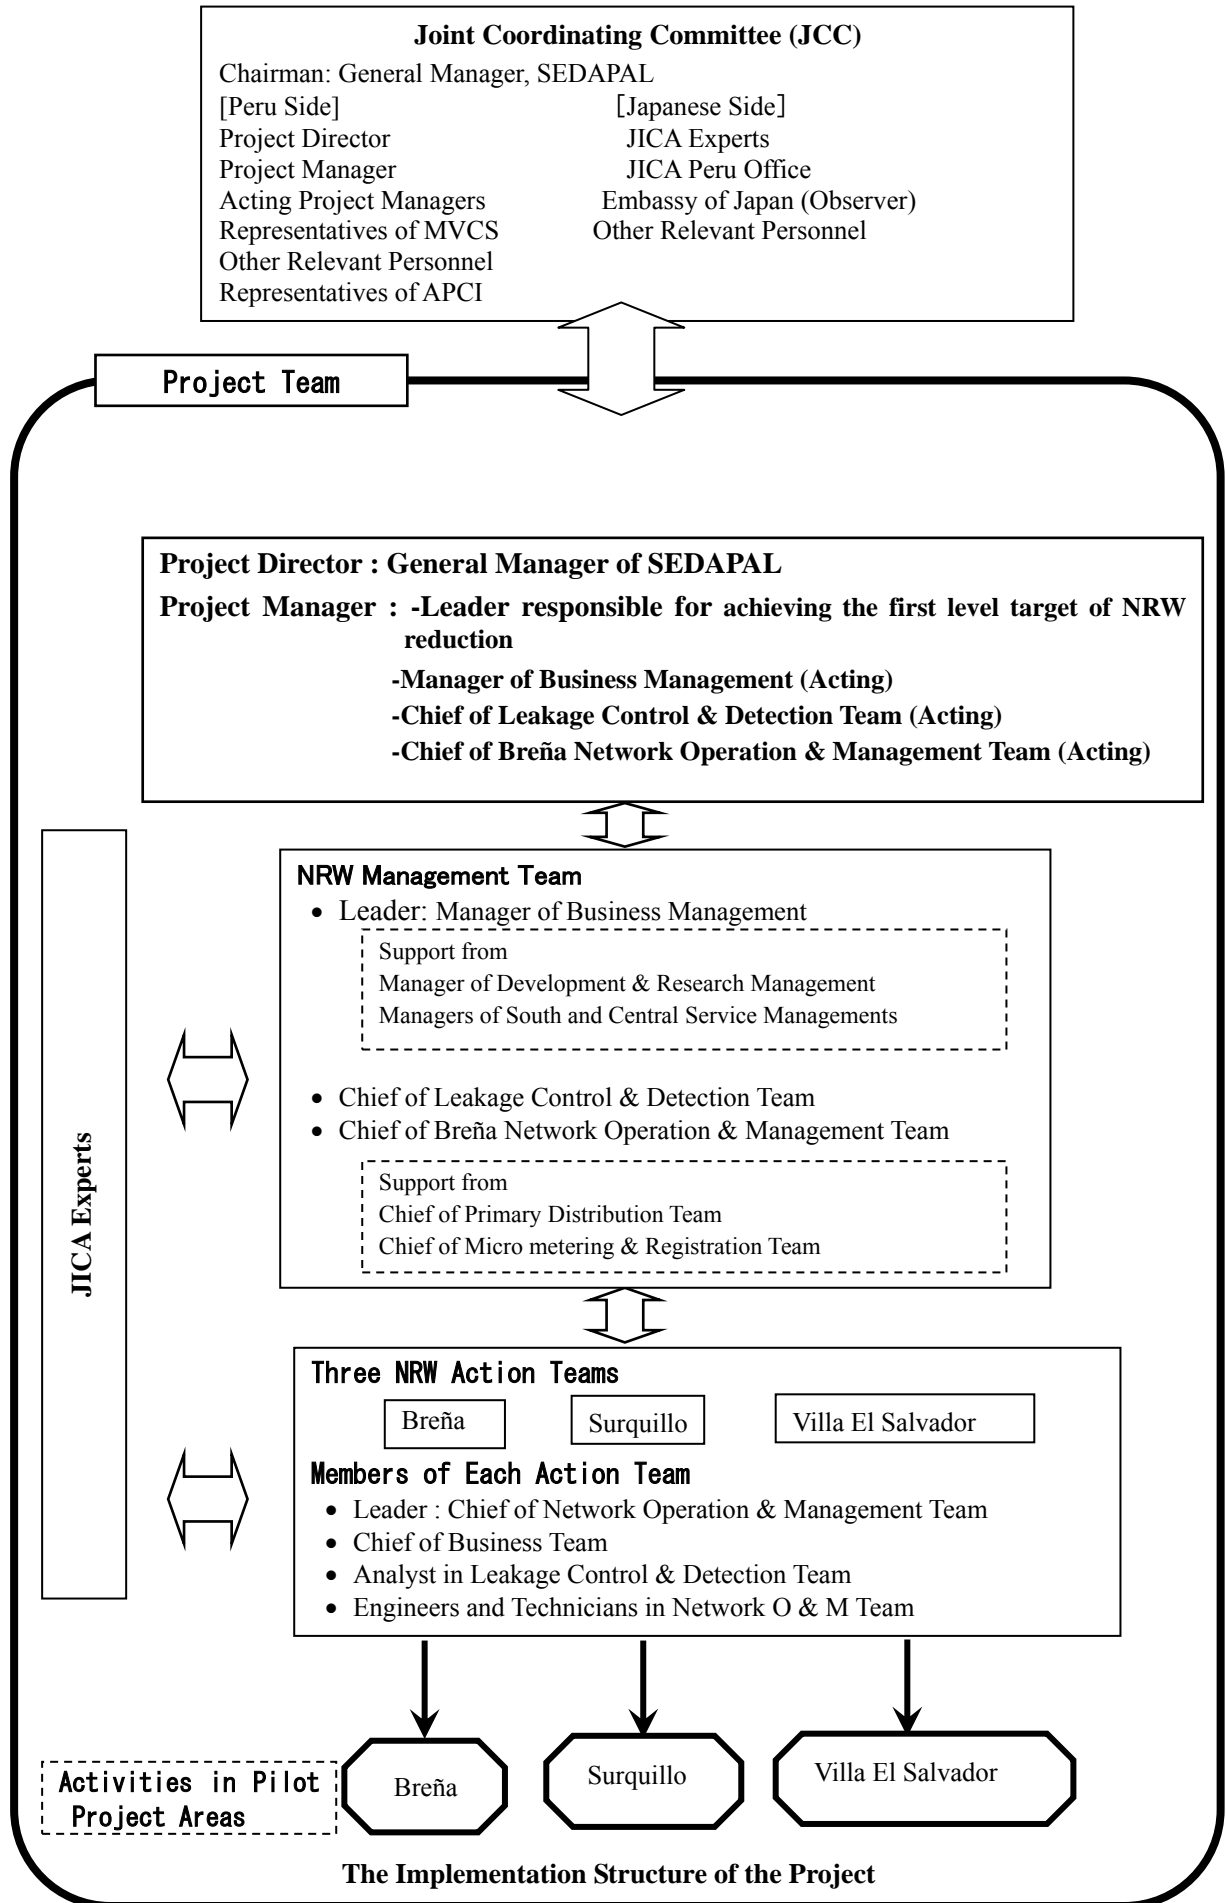 Joint Coordinating Committee (JCC)
Chairman: General Manager, SEDAPAL
[Peru Side] ［Japanese Side］
Project Director JICA Experts
Project Manager JICA Peru Office
Acting Project Managers Embassy of Japan (Observer)
Representatives of MVCS Other Relevant Personnel
Other Relevant Personnel
Representatives of APCI
Project Team
Project Director : General Manager of SEDAPAL
Project Manager : -Leader responsible for achieving the first level target of NRW
reduction
-Manager of Business Management (Acting)
-Chief of Leakage Control & Detection Team (Acting)
-Chief of Breña Network Operation & Management Team (Acting)
JICA Experts
NRW Management Team
• Leader: Manager of Business Management
Support from
Manager of Development & Research Management
Managers of South and Central Service Managements
• Chief of Leakage Control & Detection Team
• Chief of Breña Network Operation & Management Team
Support from
Chief of Primary Distribution Team
Chief of Micro metering & Registration Team
Three NRW Action Teams
Breña Surquillo Villa El Salvador
Members of Each Action Team
• Leader : Chief of Network Operation & Management Team
• Chief of Business Team
• Analyst in Leakage Control & Detection Team
• Engineers and Technicians in Network O & M Team
Activities in Pilot
Project Areas
Breña Surquillo Villa El Salvador
The Implementation Structure of the Project